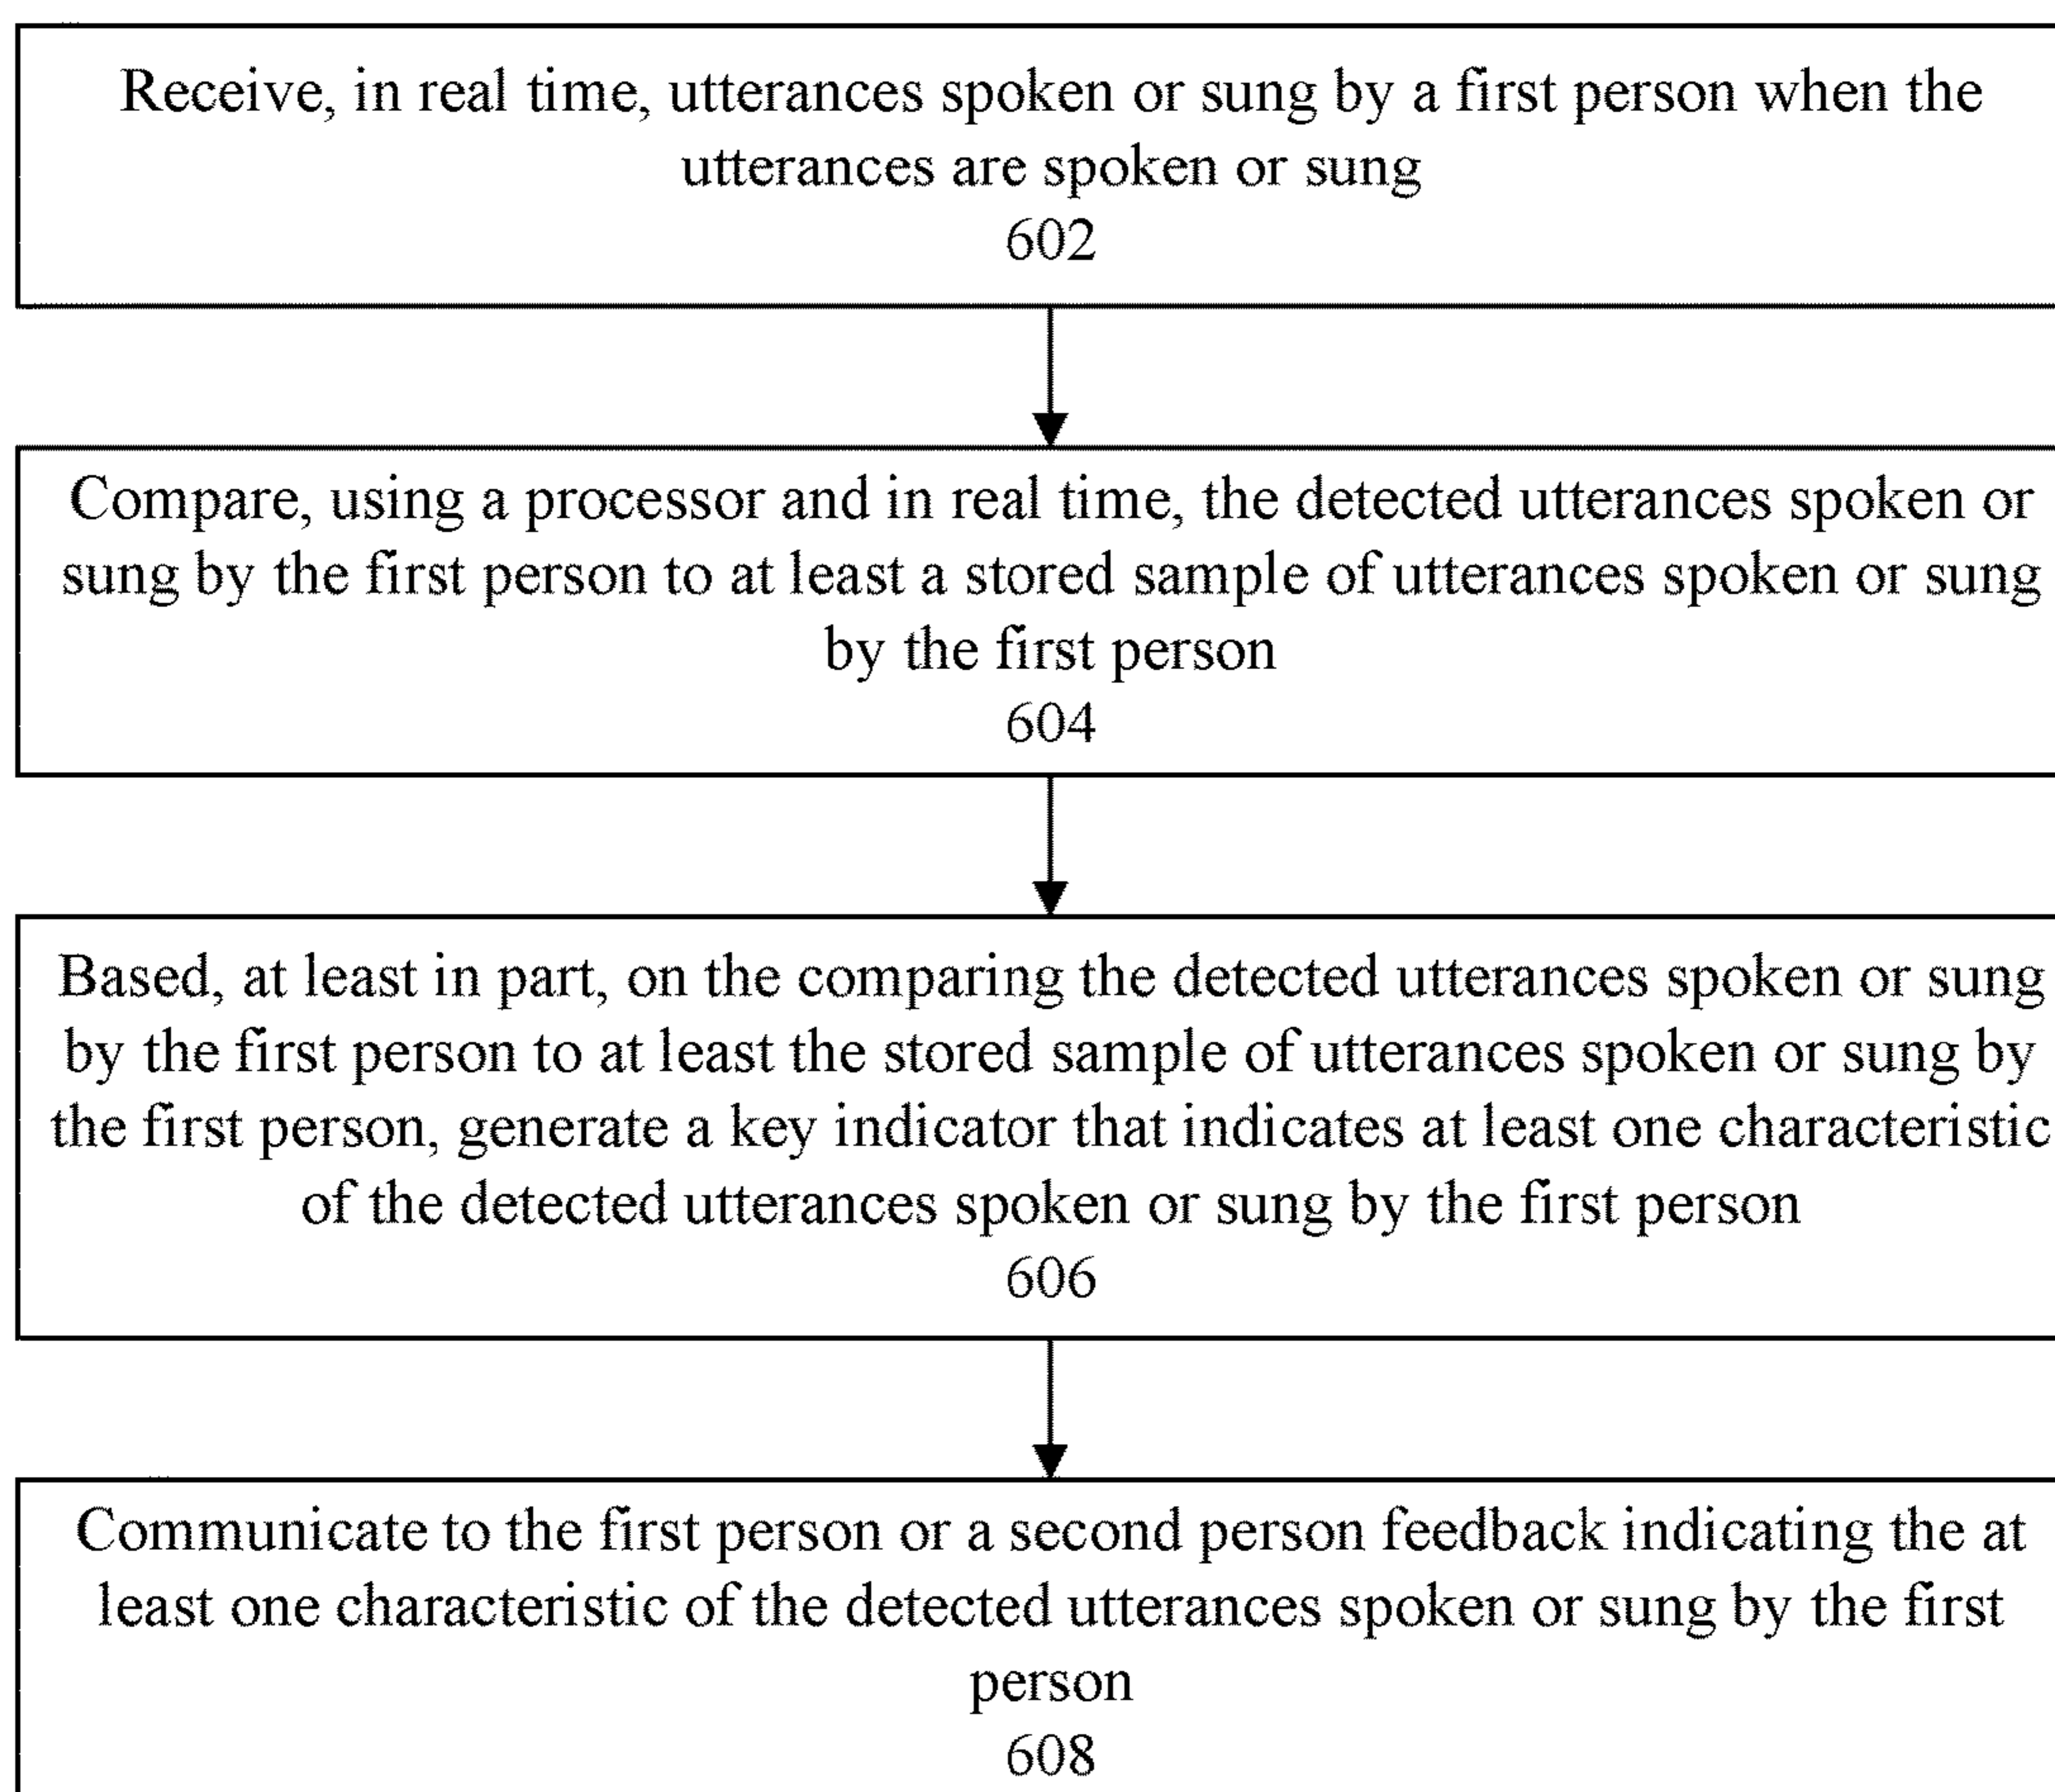 Receive, in real time, utterances spoken or sung by a first person when the
utterances are spoken or sung
602
Compare, using a processor and in real time, the detected utterances spoken or
sung by the first person to at least a stored sample of utterances spoken or sung
by the first person
604
Based, at least in part, on the comparing the detected utterances spoken or sung
by the first person to at least the stored sample of utterances spoken or sung by
the first person, generate a key indicator that indicates at least one characteristic
of the detected utterances spoken or sung by the first person
606
Communicate to the first person or a second person feedback indicating the at
least one characteristic of the detected utterances spoken or sung by the first
person
608